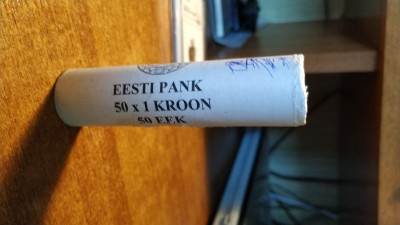 EESTI PANK
50 x 1 KROON
50 EEK